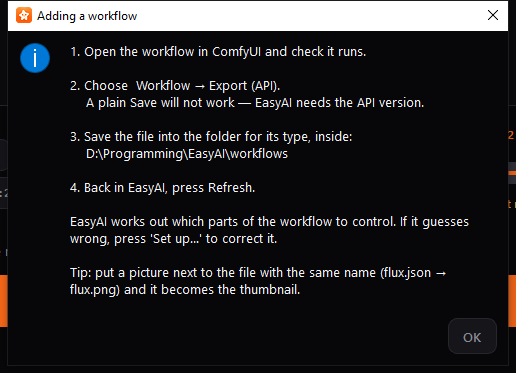 Adding a workflow
1. Open the workflow in ComfyUI and check it runs.
2. Choose  Workflow → Export (API).
A plain Save will not work — EasyAI needs the API version.
3. Save the file into the folder for its type, inside:
D:\Programming\EasyAI\workflows
4. Back in EasyAI, press Refresh.
EasyAI works out which parts of the workflow to control. If it guesses
wrong, press 'Set up...' to correct it.
Tip: put a picture next to the file with the same name (flux.json →
flux.png) and it becomes the thumbnail.
OK